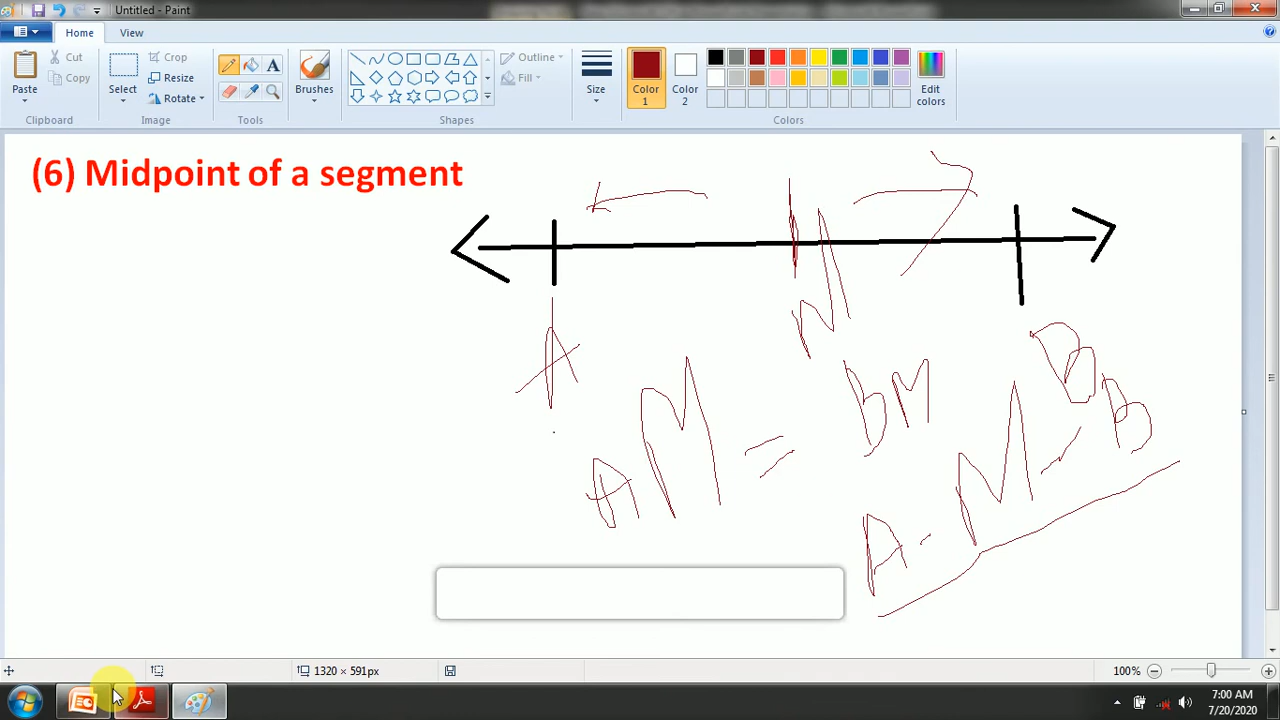 Untitled - Paint
Home View
Cut
Copy
Paste
Clipboard
Select
Crop
Resize
Rotate
Image
Tools
Brushes
Shapes
Outline
Fill
Size
Color 1
Color 2
Edit colors
Colors
(6) Midpoint of a segment
M
A
B
AM = BM
A - M - B
1320 × 591px
100%
7:00 AM
7/20/2020